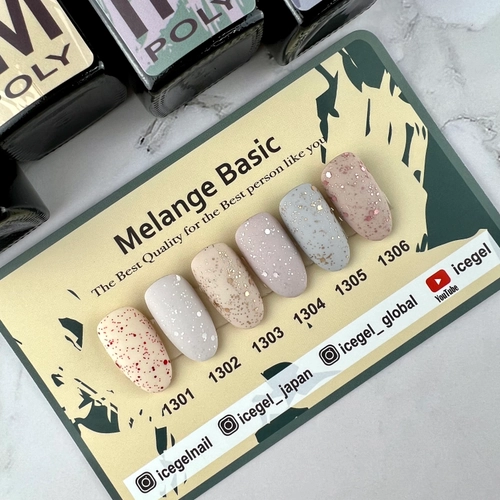 M
POLY
POLY
Melange Basic
The Best Quality for the Best person like you
1301 1302 1303 1304 1305 1306
icegelnail icegel_japan icegel_global YouTube icegel